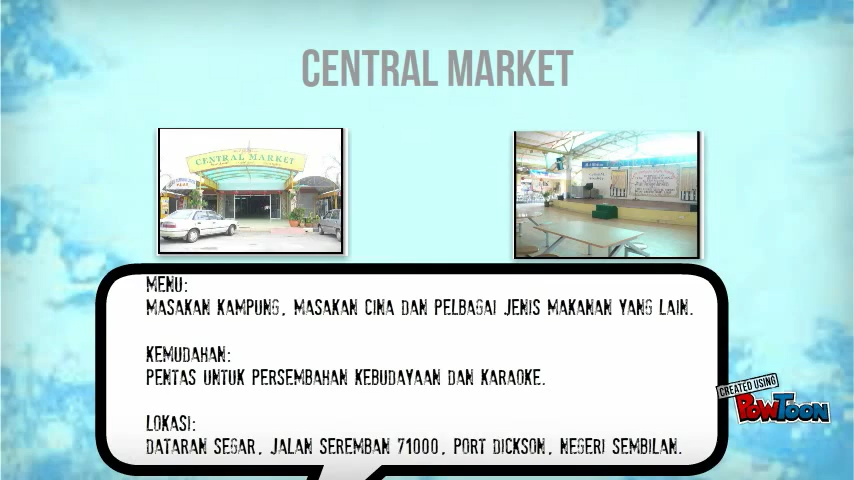 CENTRAL MARKET
CENTRAL MARKET
MENU:
MASAKAN KAMPUNG, MASAKAN CINA DAN PELBAGAI JENIS MAKANAN YANG LAIN.
KEMUDAHAN:
PENTAS UNTUK PERSEMBAHAN KEBUDAYAAN DAN KARAOKE.
LOKASI:
DATARAN SEGAR, JALAN SEREMBAN 71000, PORT DICKSON, NEGERI SEMBILAN.
CREATED USING
POWTOON